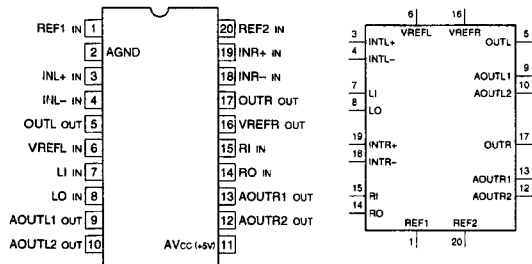 REF1 IN 1
2 AGND
INL+ IN 3
INL- IN 4
OUTL OUT 5
VREFL IN 6
LI IN 7
LO IN 8
AOUTL1 OUT 9
AOUTL2 OUT 10
20 REF2 IN
19 INR+ IN
18 INR- IN
17 OUTR OUT
16 VREFR OUT
15 RI IN
14 RO IN
13 AOUTR1 OUT
12 AOUTR2 OUT
AVCC (+5V) 11
6 16
VREFL VREFR
3 INTL+
4 INTL-
7 LI
8 LO
19 INTR+
18 INTR-
15 RI
14 RO
OUTL 5
AOUTL1 9
AOUTL2 10
OUTR 17
AOUTR1 13
AOUTR2 12
REF1 REF2
1 20